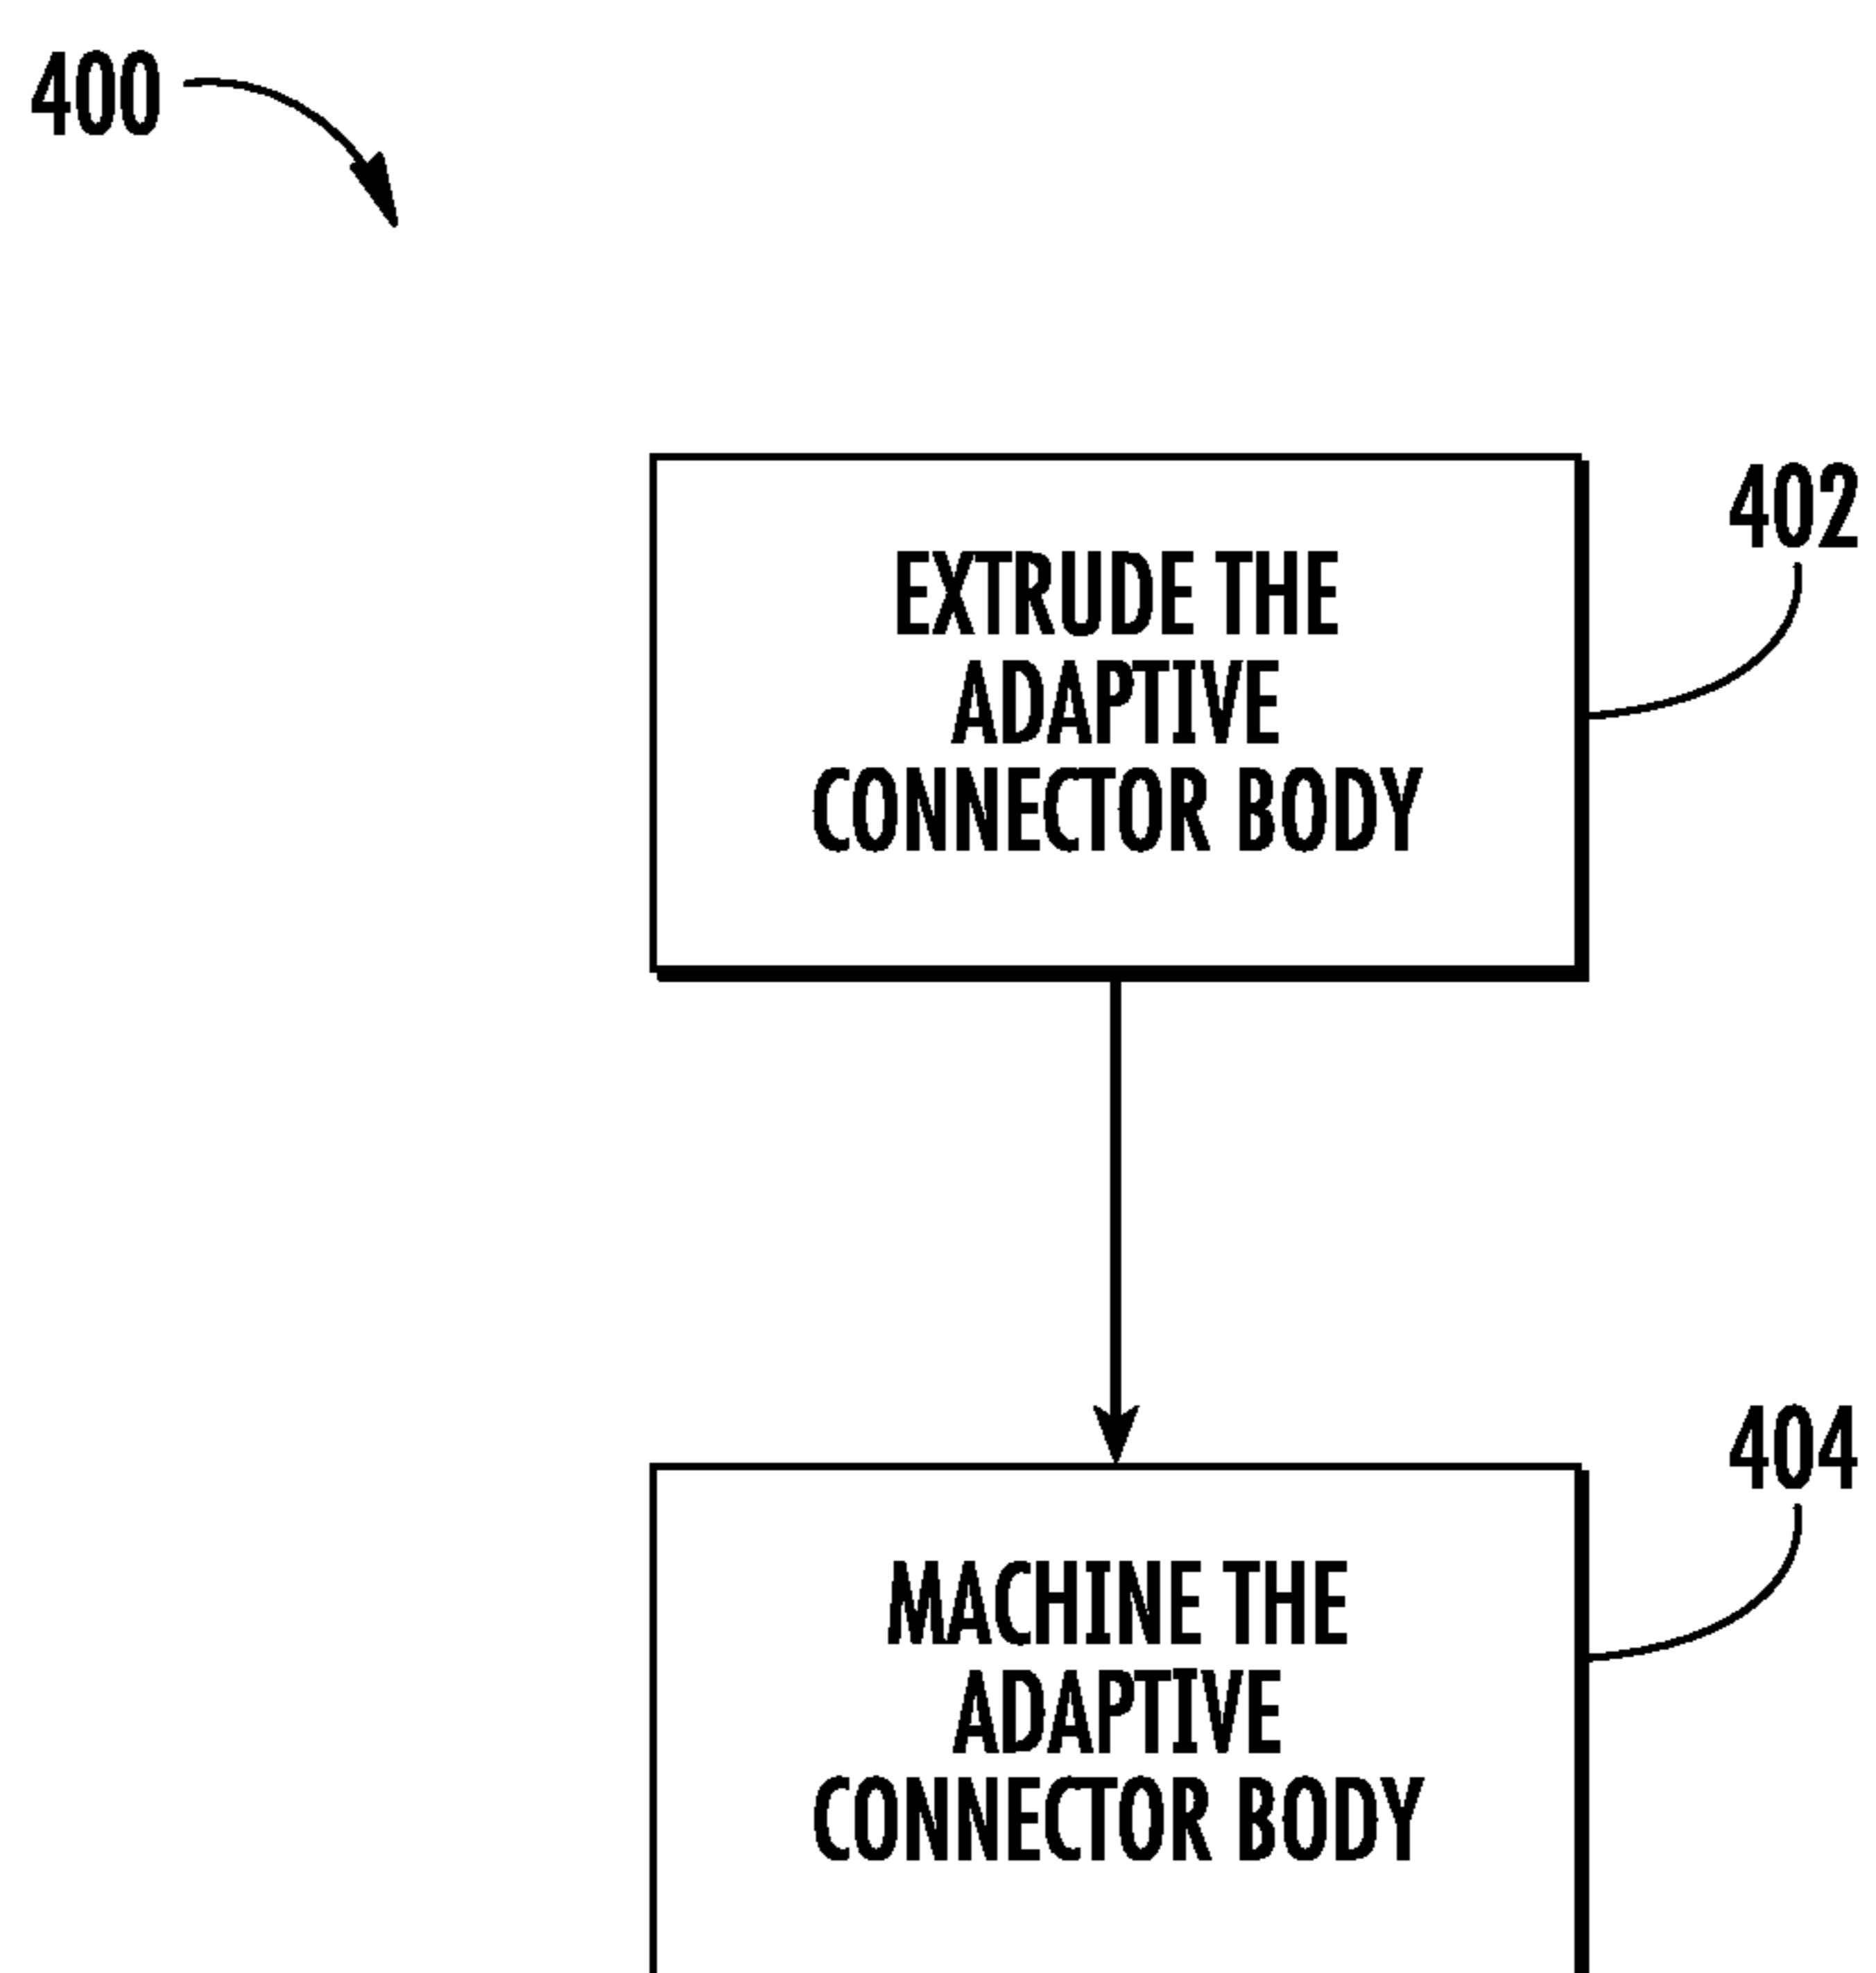 400
402
EXTRUDE THE
ADAPTIVE
CONNECTOR BODY
404
MACHINE THE
ADAPTIVE
CONNECTOR BODY